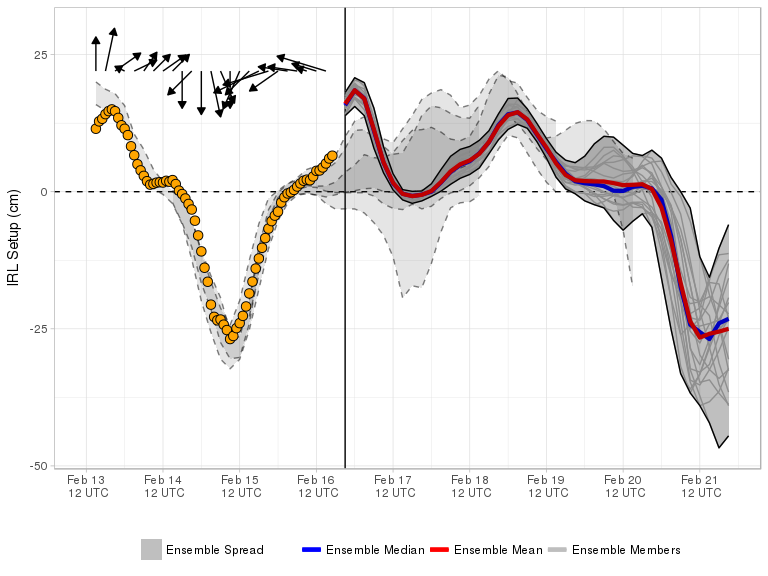 IRL Setup (cm)
25
0
-25
-50
Feb 13 Feb 14 Feb 15 Feb 16 Feb 17 Feb 18 Feb 19 Feb 20 Feb 21
12 UTC 12 UTC 12 UTC 12 UTC 12 UTC 12 UTC 12 UTC 12 UTC 12 UTC
Ensemble Spread Ensemble Median Ensemble Mean Ensemble Members